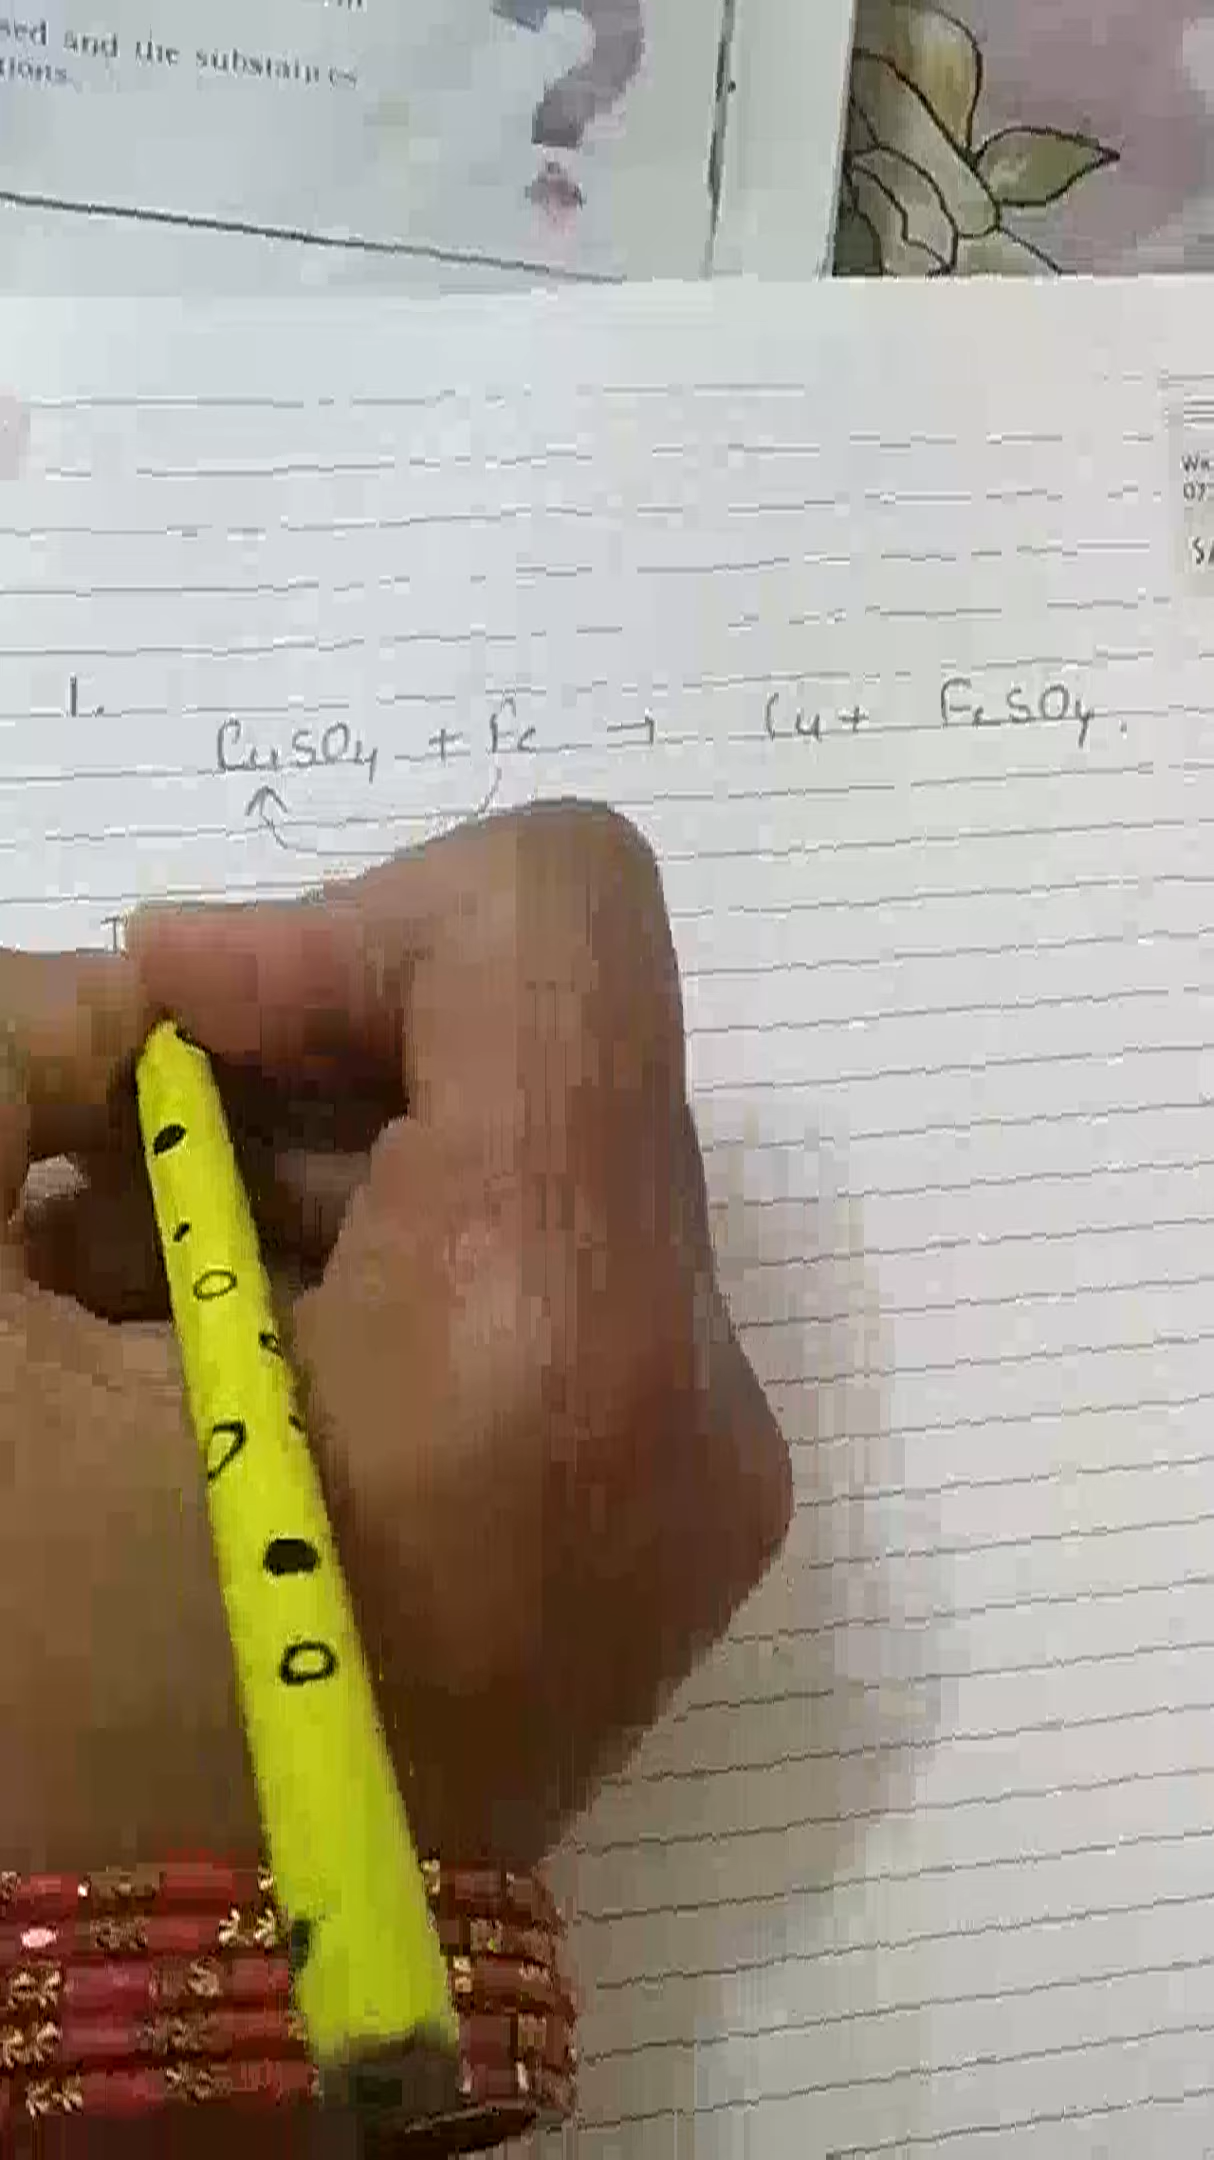 sed and the substances
tions.
1.
CuSO4 + Fe → Cu + FeSO4.